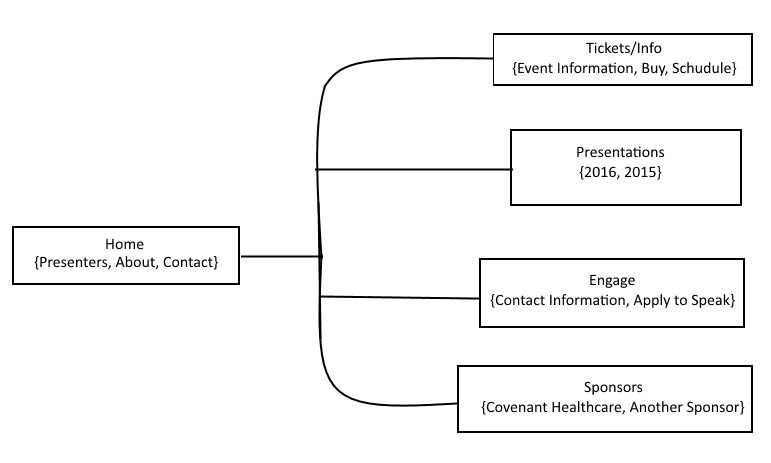 Tickets/Info
{Event Information, Buy, Schudule}
Presentations
{2016, 2015}
Home
{Presenters, About, Contact}
Engage
{Contact Information, Apply to Speak}
Sponsors
{Covenant Healthcare, Another Sponsor}